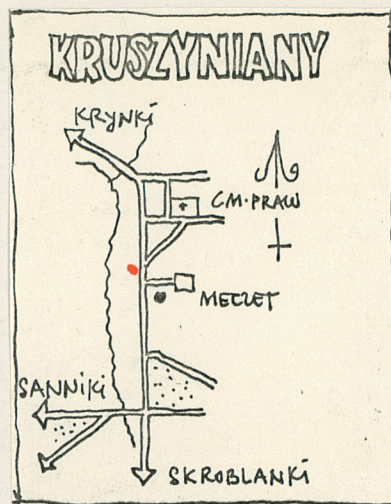 KRUSZYNIANY
KRYNKI
CM. PRAW
MECZET
SANNIKI
SKROBLANKI